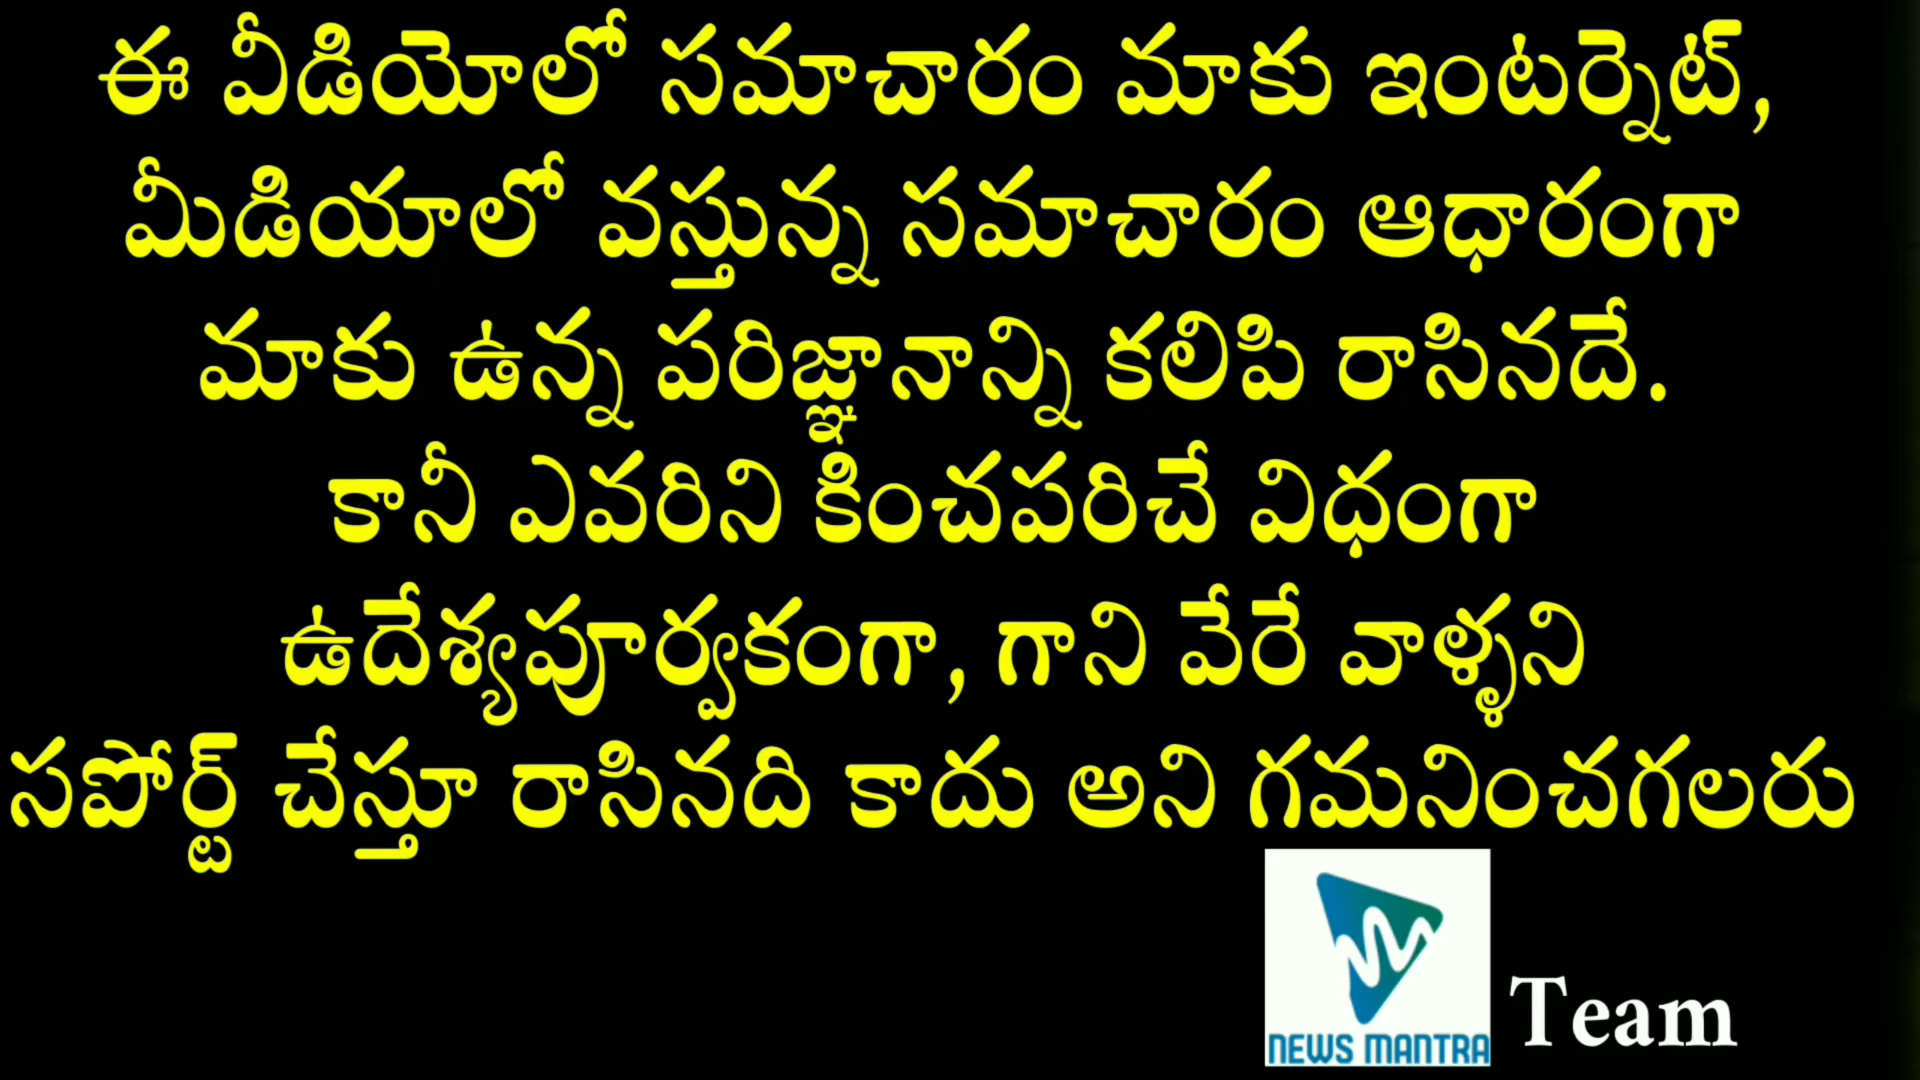 ఈ వీడియోలో సమాచారం మాకు ఇంటర్నెట్,
మీడియాలో వస్తున్న సమాచారం ఆధారంగా
మాకు ఉన్న పరిజ్ఞానాన్ని కలిపి రాసినదే.
కానీ ఎవరిని కించపరిచే విధంగా
ఉదేశ్యపూర్వకంగా, గాని వేరే వాళ్ళని
సపోర్ట్ చేస్తూ రాసినది కాదు అని గమనించగలరు
NEWS MANTRA Team